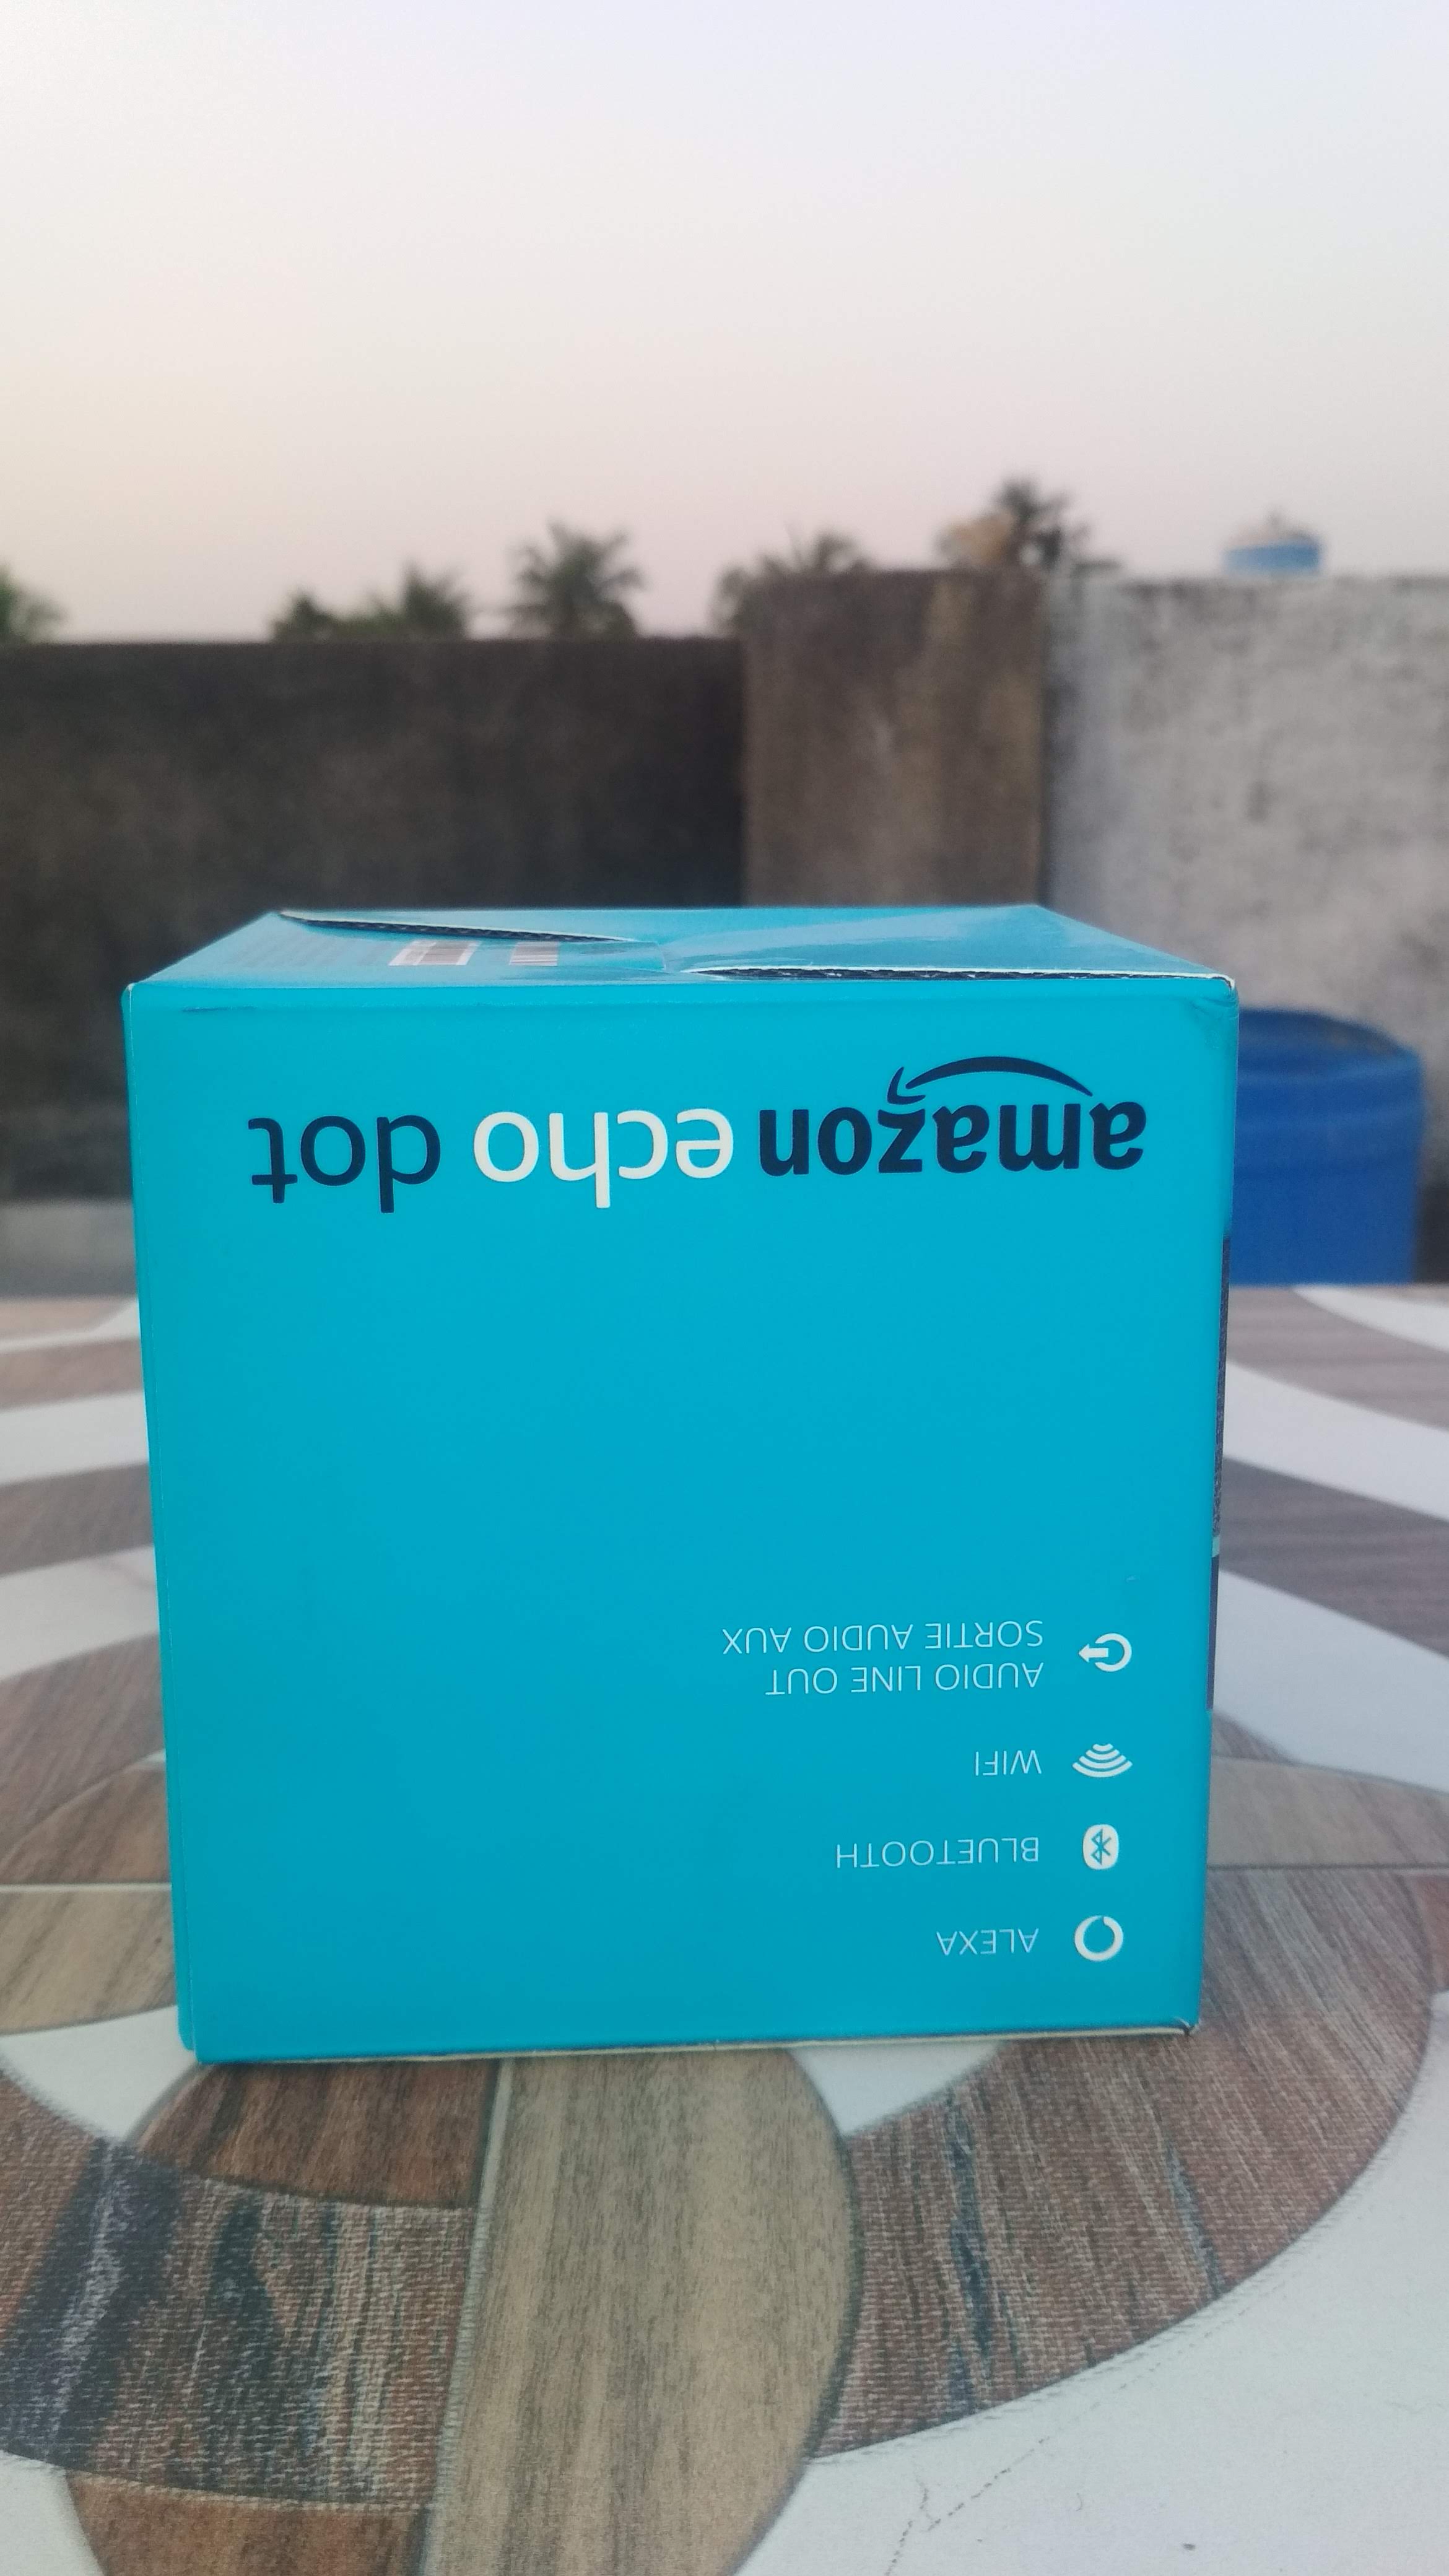 ALEXA
BLUETOOTH
WIFI
AUDIO LINE OUT
SORTIE AUDIO AUX
amazon echo dot